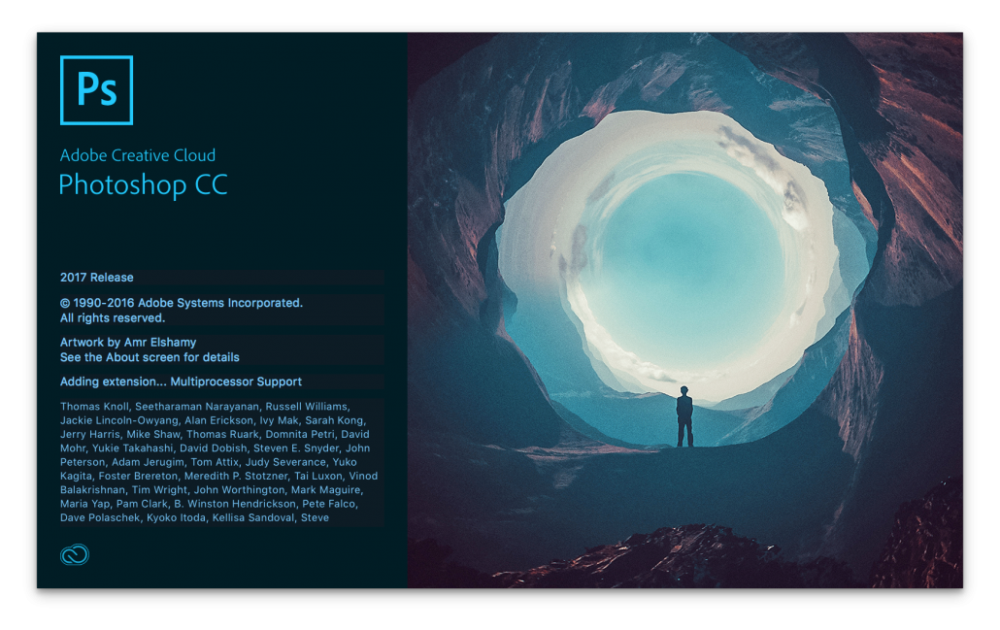 Ps
Adobe Creative Cloud
Photoshop CC
2017 Release
© 1990-2016 Adobe Systems Incorporated.
All rights reserved.
Artwork by Amr Elshamy
See the About screen for details
Adding extension... Multiprocessor Support
Thomas Knoll, Seetharaman Narayanan, Russell Williams,
Jackie Lincoln-Owyang, Alan Erickson, Ivy Mak, Sarah Kong,
Jerry Harris, Mike Shaw, Thomas Ruark, Domnita Petri, David
Mohr, Yukie Takahashi, David Dobish, Steven E. Snyder, John
Peterson, Adam Jerugim, Tom Attix, Judy Severance, Yuko
Kagita, Foster Brereton, Meredith P. Stotzner, Tai Luxon, Vinod
Balakrishnan, Tim Wright, John Worthington, Mark Maguire,
Maria Yap, Pam Clark, B. Winston Hendrickson, Pete Falco,
Dave Polaschek, Kyoko Itoda, Kellisa Sandoval, Steve